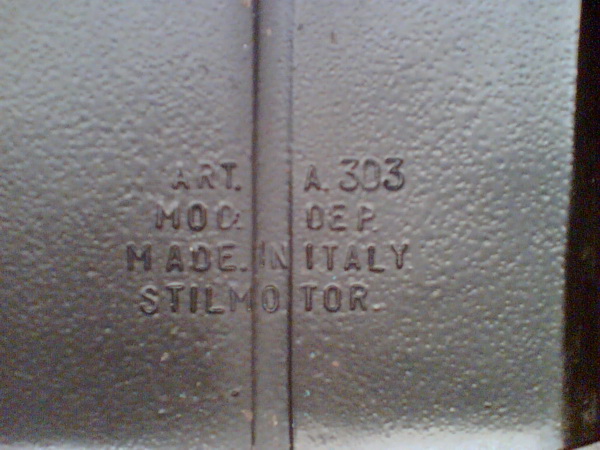 ART. A. 303
MOD. DEP.
MADE. IN ITALY
STILMOTOR.